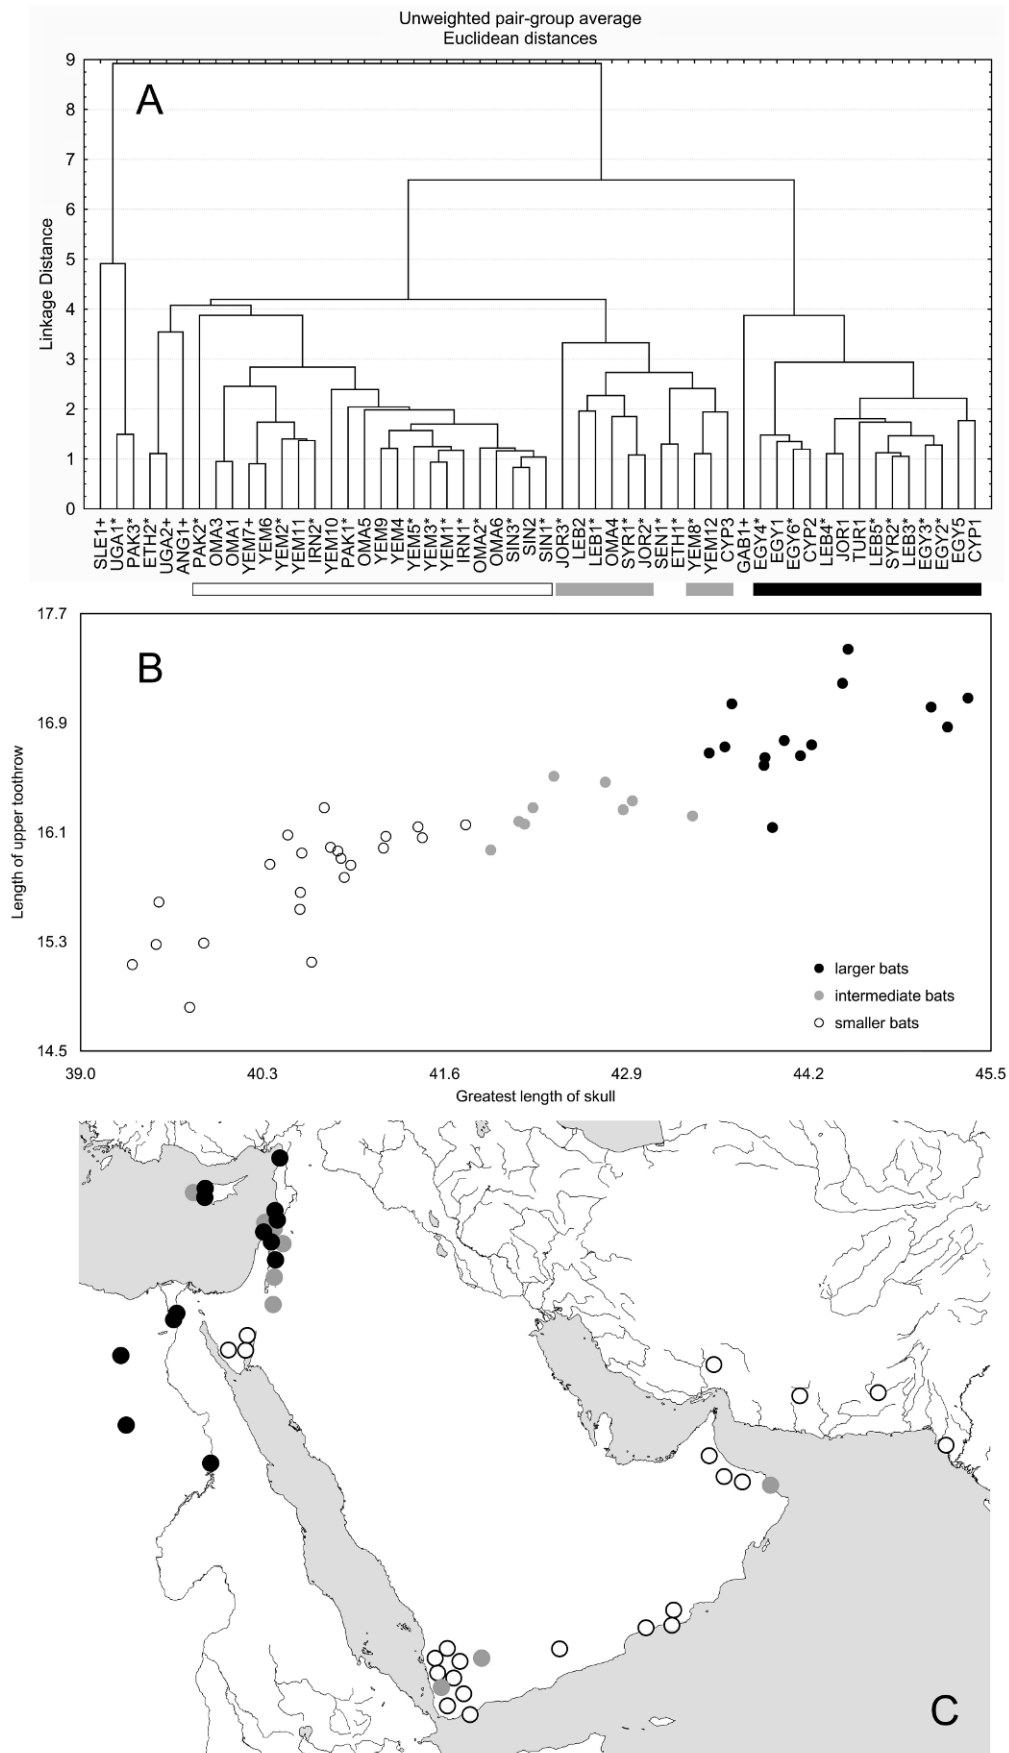 Unweighted pair-group average
Euclidean distances
A
Linkage Distance
9
8
7
6
5
4
3
2
1
0
SLE1+
UGA1*
PAK3*
ETH2*
UGA2+
ANG1+
PAK2*
OMA3
OMA1
YEM7+
YEM6
YEM2*
YEM11
IRN2*
YEM10
PAK1*
OMA5
YEM9
YEM4
YEM5*
YEM3*
YEM1*
IRN1*
OMA2*
OMA6
SIN3*
SIN2
SIN1*
JOR3*
LEB2
LEB1*
OMA4
SYR1*
JOR2*
SEN1*
ETH1*
YEM8*
YEM12
CYP3
GAB1+
EGY4*
EGY1
EGY6*
CYP2
LEB4*
JOR1
TUR1
LEB5*
SYR2*
LEB3*
EGY3*
EGY2*
EGY5
CYP1
B
Length of upper toothrow
17.7
16.9
16.1
15.3
14.5
larger bats
intermediate bats
smaller bats
39.0 40.3 41.6 42.9 44.2 45.5
Greatest length of skull
C